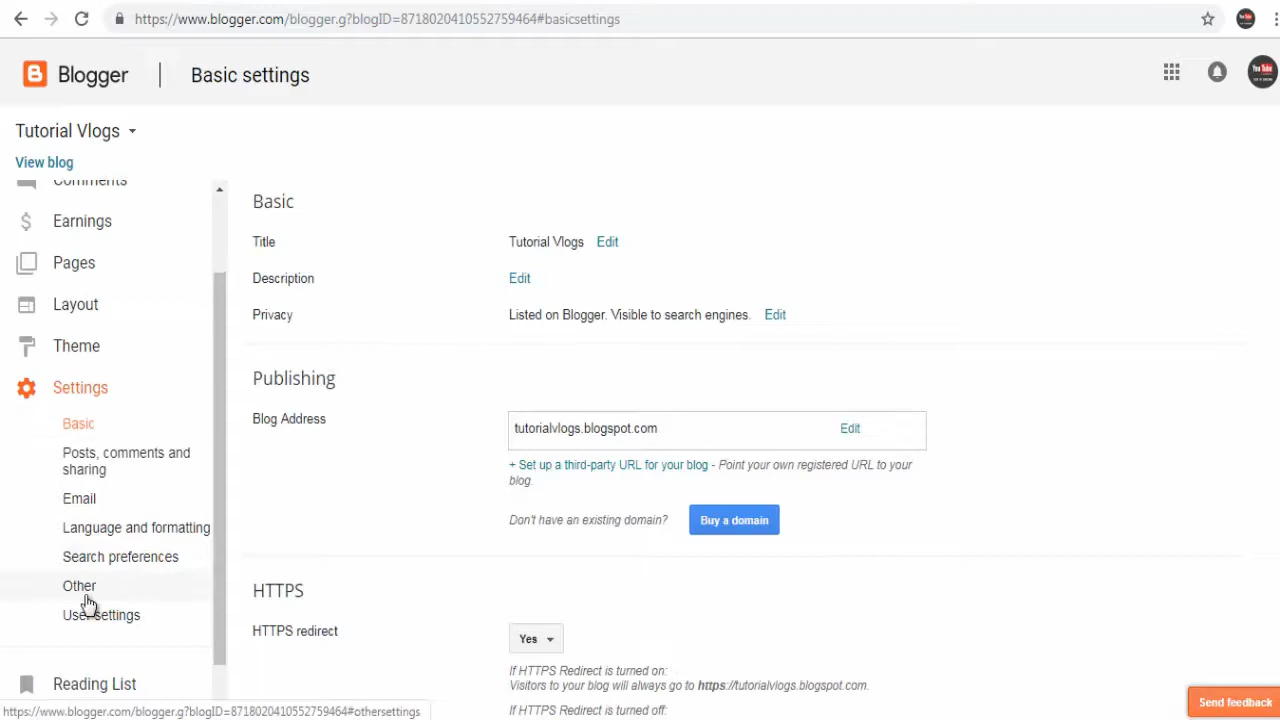 https://www.blogger.com/blogger.g?blogID=8718020410552759464#basicsettings
Blogger
Basic settings
Tutorial Vlogs
View blog
Comments
Earnings
Pages
Layout
Theme
Settings
Basic
Posts, comments and
sharing
Email
Language and formatting
Search preferences
Other
User settings
Reading List
Basic
Title
Tutorial Vlogs Edit
Description
Edit
Privacy
Listed on Blogger. Visible to search engines. Edit
Publishing
Blog Address
tutorialvlogs.blogspot.com Edit
+ Set up a third-party URL for your blog - Point your own registered URL to your
blog.
Don't have an existing domain? Buy a domain
HTTPS
HTTPS redirect
Yes
If HTTPS Redirect is turned on:
Visitors to your blog will always go to https://tutorialvlogs.blogspot.com.
If HTTPS Redirect is turned off:
Send feedback
https://www.blogger.com/blogger.g?blogID=8718020410552759464#othersettings